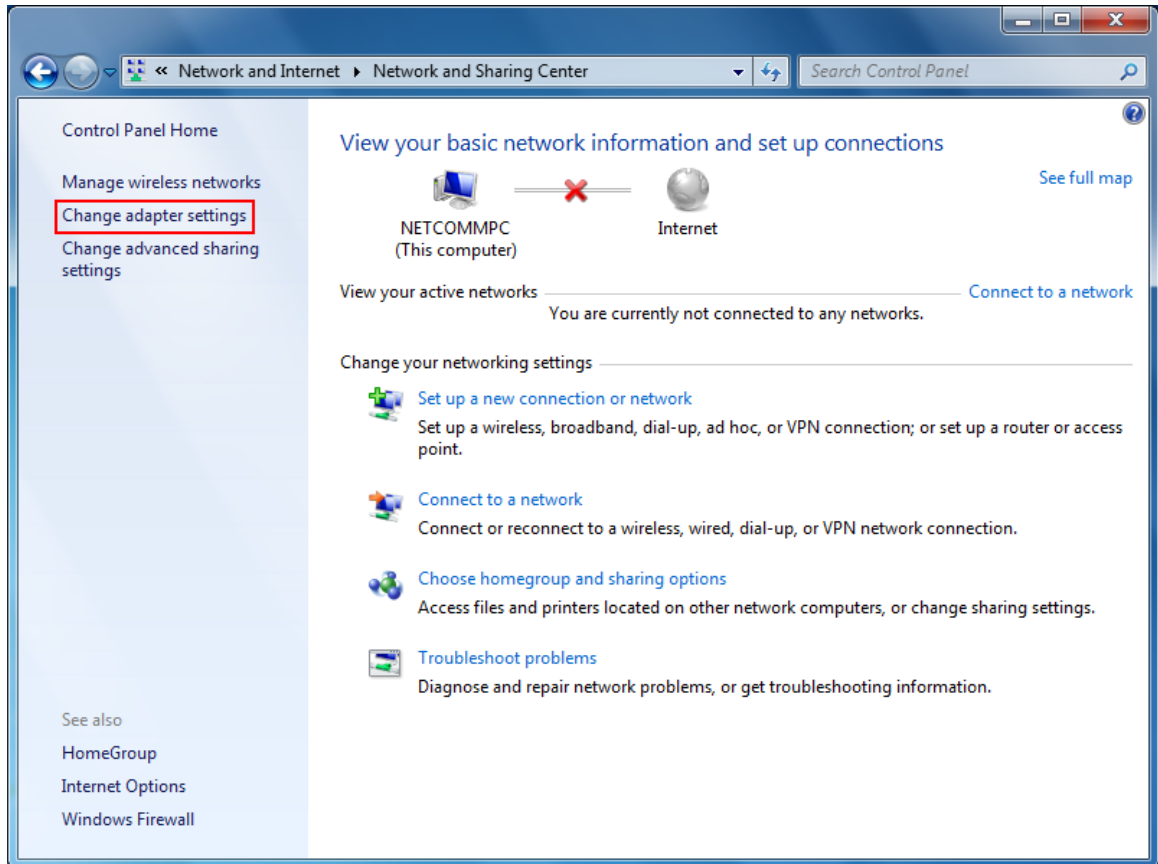 « Network and Internet ▸ Network and Sharing Center
Search Control Panel
Control Panel Home
Manage wireless networks
Change adapter settings
Change advanced sharing
settings
See also
HomeGroup
Internet Options
Windows Firewall
View your basic network information and set up connections
See full map
NETCOMMPC
(This computer)
Internet
View your active networks
Connect to a network
You are currently not connected to any networks.
Change your networking settings
Set up a new connection or network
Set up a wireless, broadband, dial-up, ad hoc, or VPN connection; or set up a router or access
point.
Connect to a network
Connect or reconnect to a wireless, wired, dial-up, or VPN network connection.
Choose homegroup and sharing options
Access files and printers located on other network computers, or change sharing settings.
Troubleshoot problems
Diagnose and repair network problems, or get troubleshooting information.